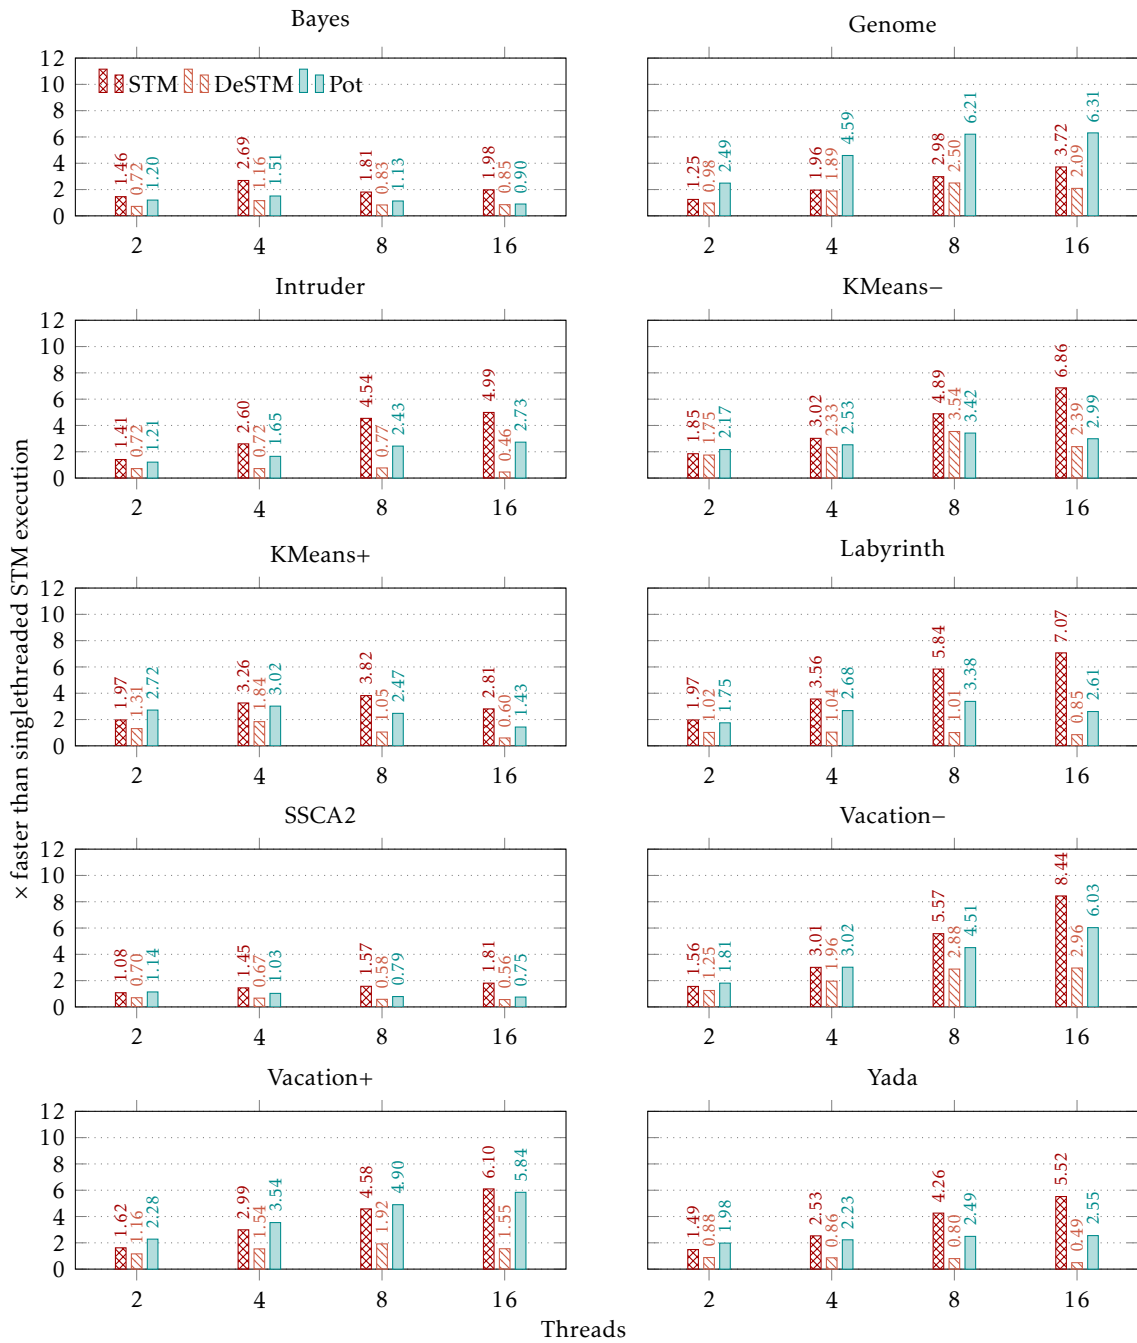 Bayes
12
10
8
6
4
2
0
STM DeSTM Pot
1.46 0.72 1.20 2.69 1.16 1.51 1.81 0.83 1.13 1.98 0.85 0.90
2 4 8 16
Genome
1.25 0.98 2.49 1.96 1.89 4.59 2.98 2.50 6.21 3.72 2.09 6.31
2 4 8 16
Intruder
12
10
8
6
4
2
0
1.41 0.72 1.21 2.60 0.72 1.65 4.54 0.77 2.43 4.99 0.46 2.73
2 4 8 16
KMeans−
1.85 1.75 2.17 3.02 2.33 2.53 4.89 3.54 3.42 6.86 2.39 2.99
2 4 8 16
× faster than singlethreaded STM execution
KMeans+
12
10
8
6
4
2
0
1.97 1.31 2.72 3.26 1.84 3.02 3.82 1.05 2.47 2.81 0.60 1.43
2 4 8 16
Labyrinth
1.97 1.02 1.75 3.56 1.04 2.68 5.84 1.01 3.38 7.07 0.85 2.61
2 4 8 16
SSCA2
12
10
8
6
4
2
0
1.08 0.70 1.14 1.45 0.67 1.03 1.57 0.58 0.79 1.81 0.56 0.75
2 4 8 16
Vacation−
1.56 1.25 1.81 3.01 1.96 3.02 5.57 2.88 4.51 8.44 2.96 6.03
2 4 8 16
Vacation+
12
10
8
6
4
2
0
1.62 1.16 2.28 2.99 1.54 3.54 4.58 1.92 4.90 6.10 1.55 5.84
2 4 8 16
Yada
1.49 0.88 1.98 2.53 0.86 2.23 4.26 0.80 2.49 5.52 0.49 2.55
2 4 8 16
Threads